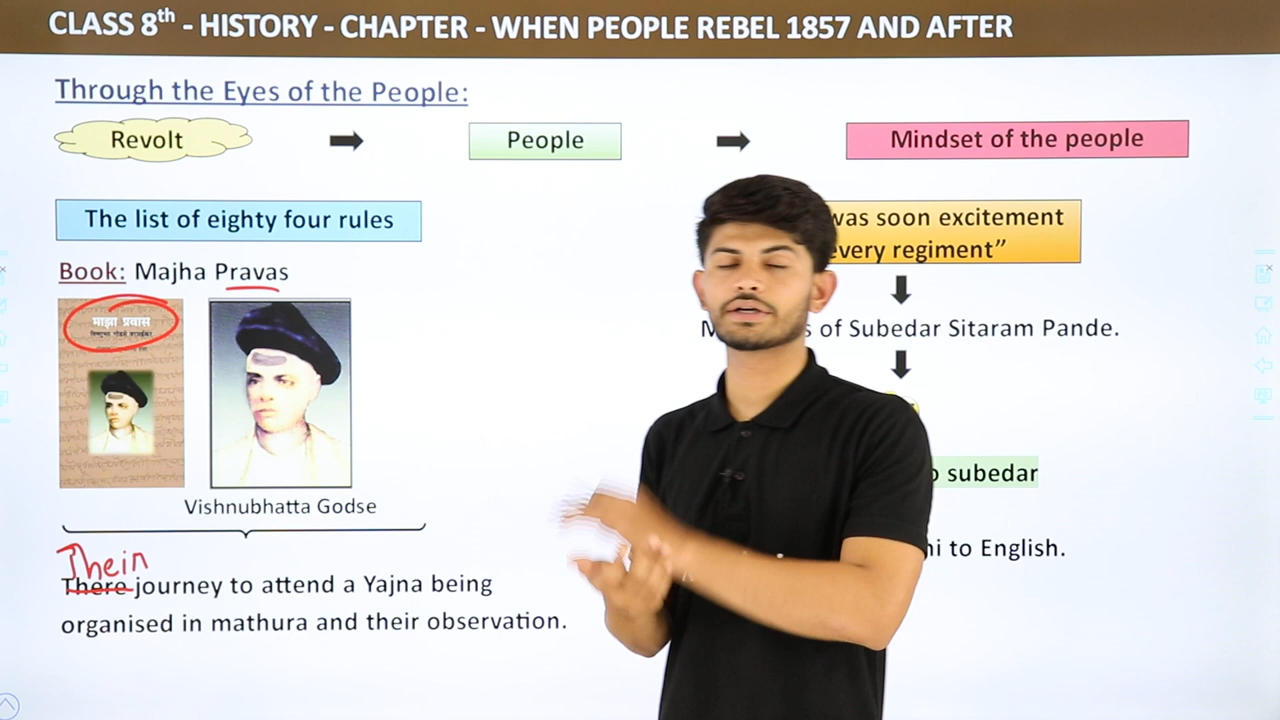 CLASS 8th - HISTORY - CHAPTER - WHEN PEOPLE REBEL 1857 AND AFTER
Through the Eyes of the People:
Revolt
People
Mindset of the people
The list of eighty four rules
Book: Majha Pravas
माझा प्रवास
Vishnubhatta Godse
Thein
There journey to attend a Yajna being
organised in mathura and their observation.
was soon excitement
every regiment”
of Subedar Sitaram Pande.
subedar
to English.